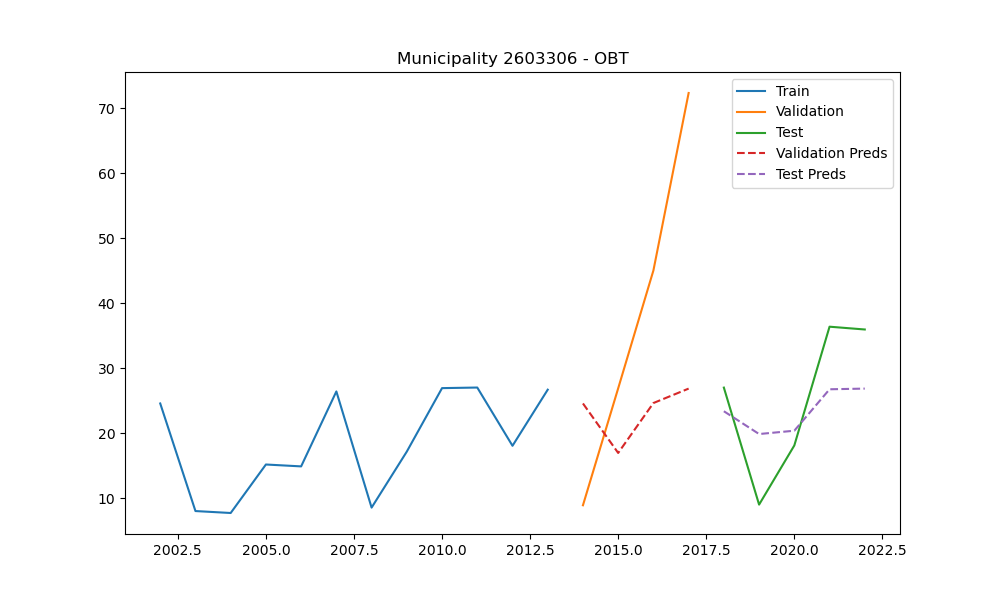 Municipality 2603306 - OBT
Train
Validation
Test
Validation Preds
Test Preds
70
60
50
40
30
20
10
2002.5 2005.0 2007.5 2010.0 2012.5 2015.0 2017.5 2020.0 2022.5